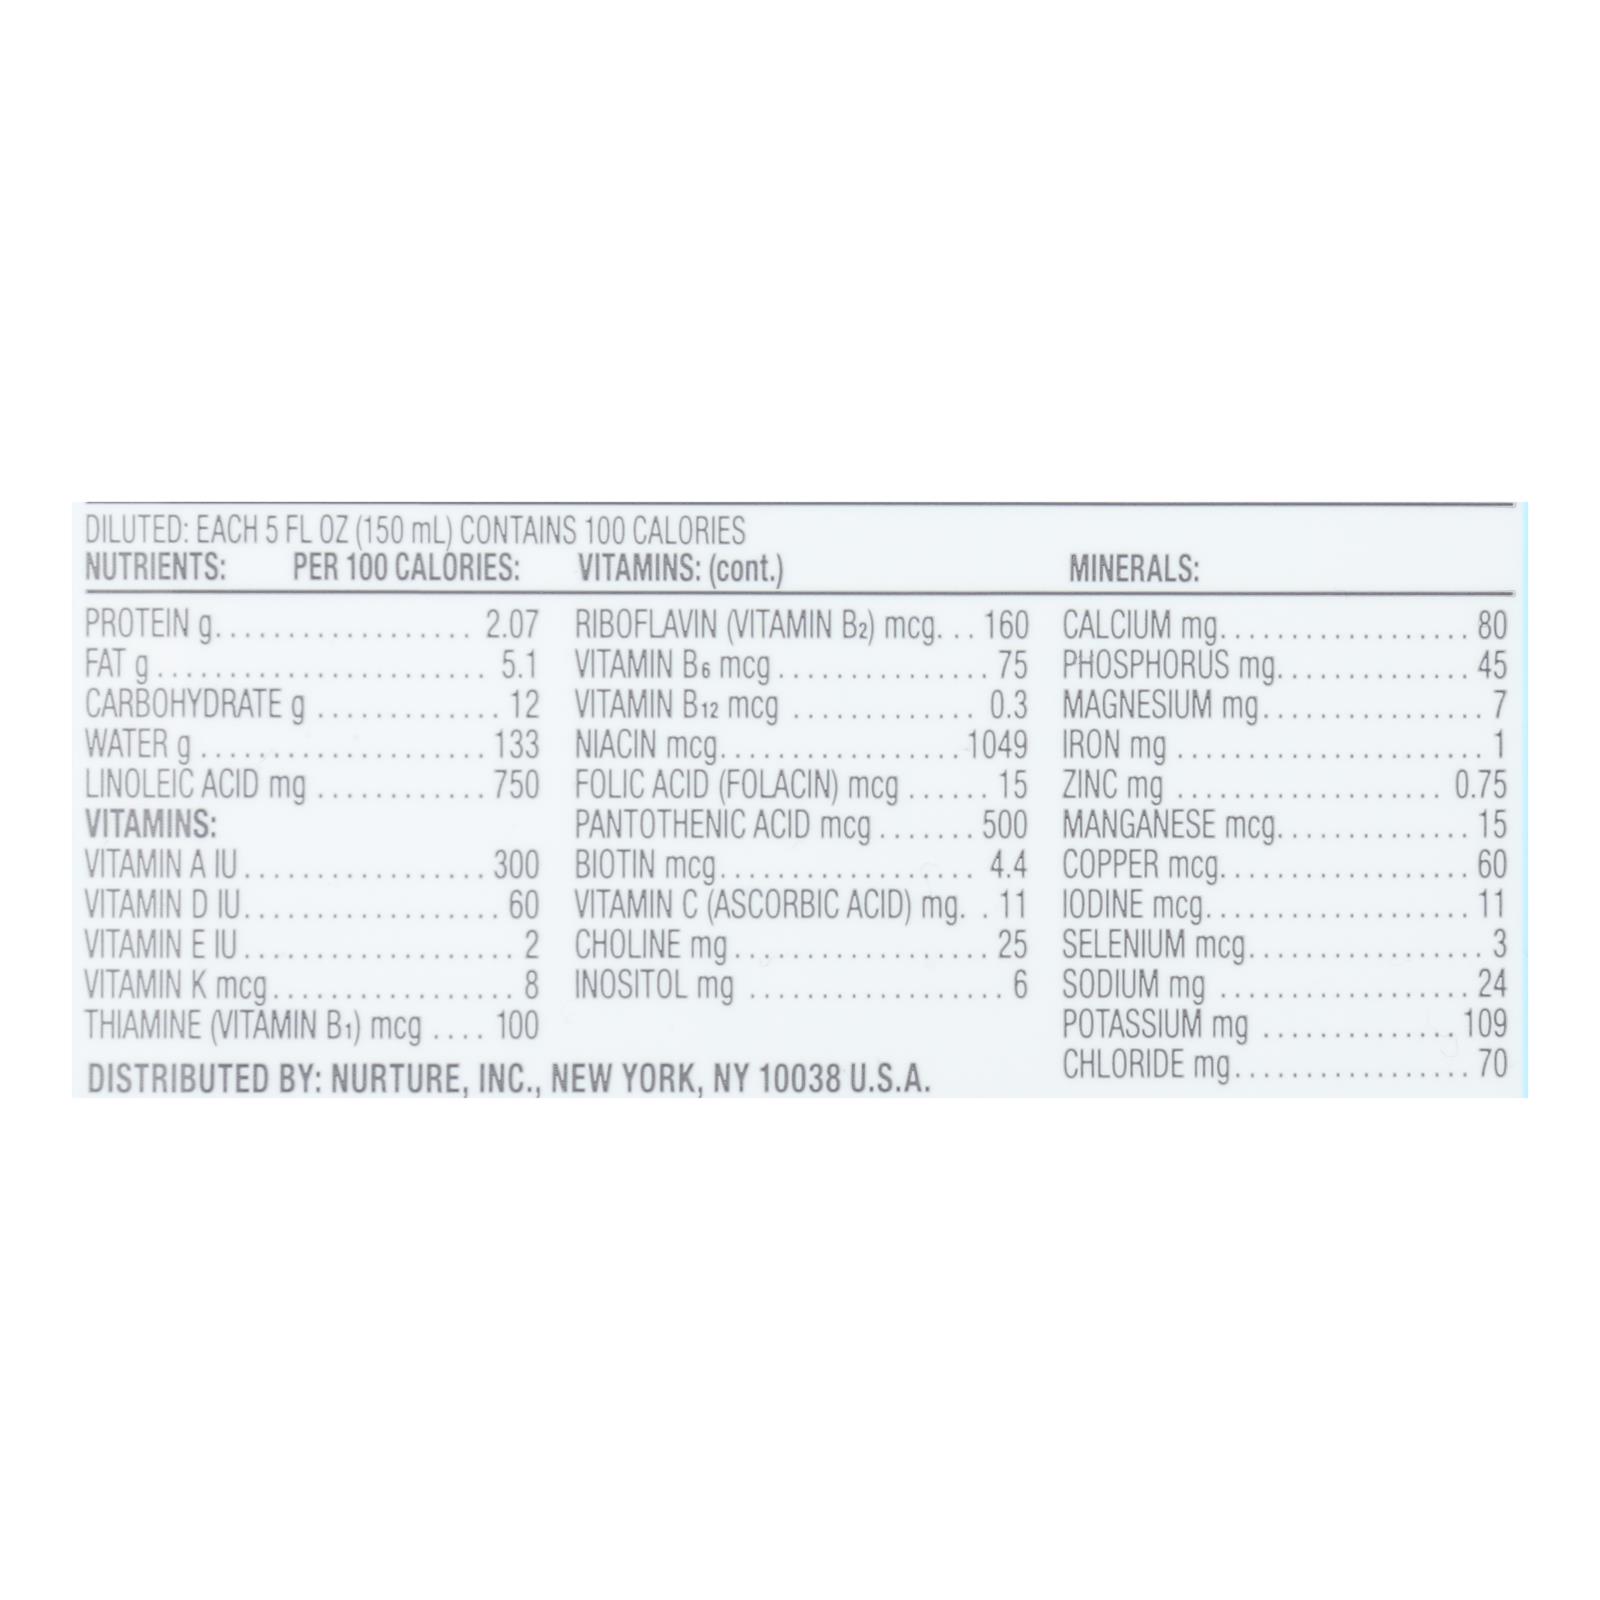 DILUTED: EACH 5 FL OZ (150 mL) CONTAINS 100 CALORIES
NUTRIENTS: PER 100 CALORIES:
PROTEIN g. . . . . . . . . . . . . . . . . . 2.07
FAT g. . . . . . . . . . . . . . . . . . . . . . . 5.1
CARBOHYDRATE g . . . . . . . . . . . . . 12
WATER g . . . . . . . . . . . . . . . . . . . . 133
LINOLEIC ACID mg . . . . . . . . . . . . 750
VITAMINS:
VITAMIN A IU . . . . . . . . . . . . . . . . . 300
VITAMIN D IU. . . . . . . . . . . . . . . . . . 60
VITAMIN E IU. . . . . . . . . . . . . . . . . . . 2
VITAMIN K mcg. . . . . . . . . . . . . . . . . 8
THIAMINE (VITAMIN B₁) mcg . . . . 100
VITAMINS: (cont.)
RIBOFLAVIN (VITAMIN B₂) mcg. . . 160
VITAMIN B₆ mcg . . . . . . . . . . . . . . . 75
VITAMIN B₁₂ mcg . . . . . . . . . . . . . 0.3
NIACIN mcg. . . . . . . . . . . . . . . . . 1049
FOLIC ACID (FOLACIN) mcg . . . . . . 15
PANTOTHENIC ACID mcg . . . . . . . 500
BIOTIN mcg. . . . . . . . . . . . . . . . . . 4.4
VITAMIN C (ASCORBIC ACID) mg. . 11
CHOLINE mg . . . . . . . . . . . . . . . . . . 25
INOSITOL mg . . . . . . . . . . . . . . . . . . 6
MINERALS:
CALCIUM mg. . . . . . . . . . . . . . . . . . 80
PHOSPHORUS mg. . . . . . . . . . . . . . 45
MAGNESIUM mg. . . . . . . . . . . . . . . . 7
IRON mg . . . . . . . . . . . . . . . . . . . . . . 1
ZINC mg . . . . . . . . . . . . . . . . . . . 0.75
MANGANESE mcg. . . . . . . . . . . . . . 15
COPPER mcg. . . . . . . . . . . . . . . . . . 60
IODINE mcg. . . . . . . . . . . . . . . . . . . 11
SELENIUM mcg. . . . . . . . . . . . . . . . . 3
SODIUM mg . . . . . . . . . . . . . . . . . . 24
POTASSIUM mg . . . . . . . . . . . . . . 109
CHLORIDE mg. . . . . . . . . . . . . . . . . 70
DISTRIBUTED BY: NURTURE, INC., NEW YORK, NY 10038 U.S.A.